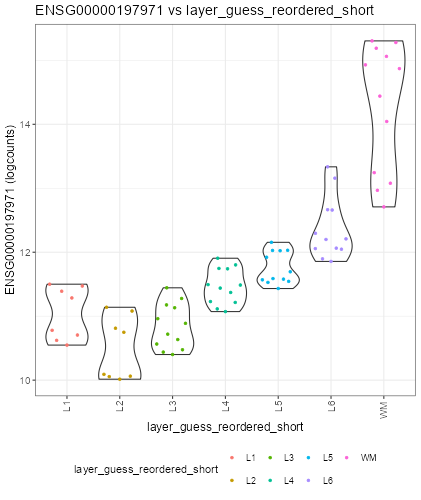 ENSG00000197971 vs layer_guess_reordered_short
ENSG00000197971 (logcounts)
14
12
10
L1
L2
L3
L4
L5
L6
WM
layer_guess_reordered_short
layer_guess_reordered_short
L1
L3
L5
WM
L2
L4
L6